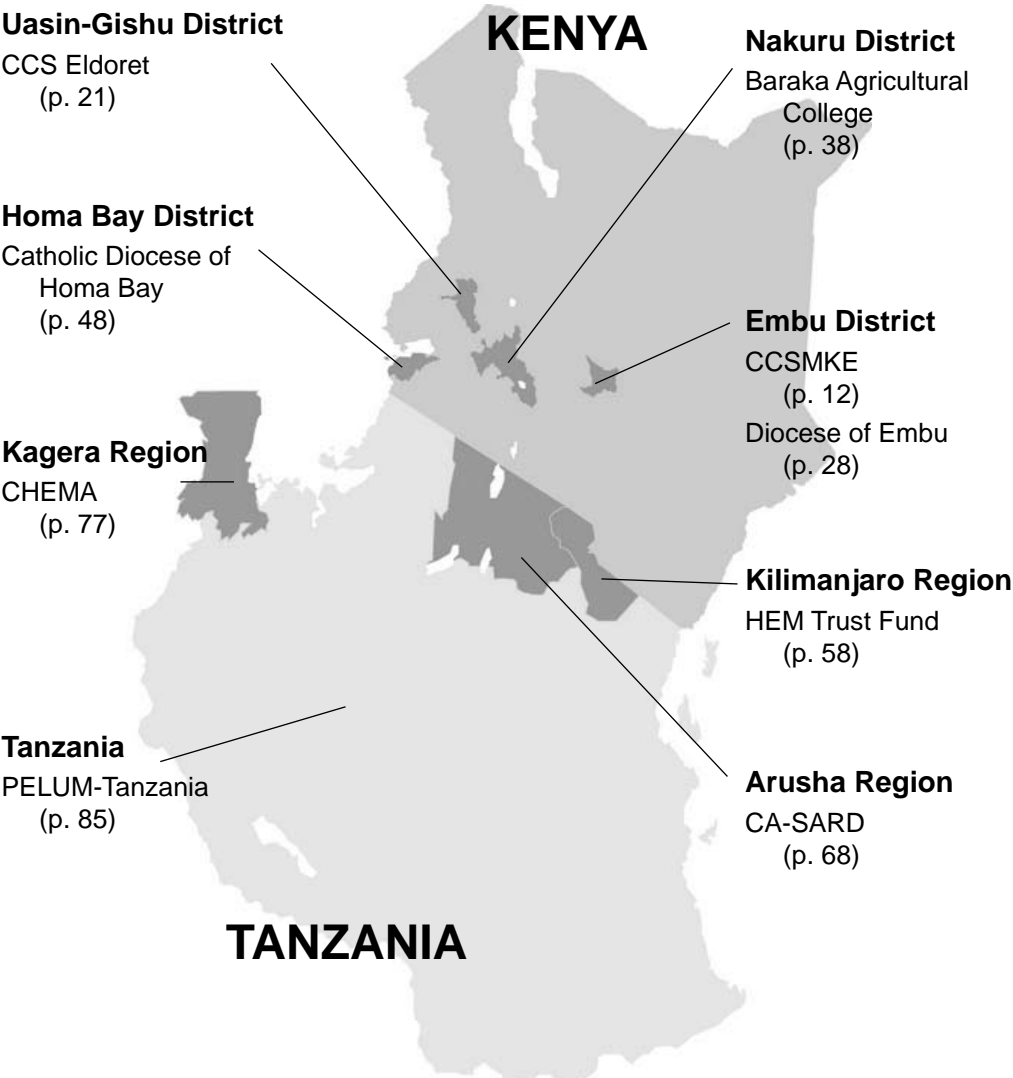 KENYA
Uasin-Gishu District
CCS Eldoret
(p. 21)
Nakuru District
Baraka Agricultural
College
(p. 38)
Homa Bay District
Catholic Diocese of
Homa Bay
(p. 48)
Embu District
CCSMKE
(p. 12)
Diocese of Embu
(p. 28)
Kagera Region
CHEMA
(p. 77)
Kilimanjaro Region
HEM Trust Fund
(p. 58)
Tanzania
PELUM-Tanzania
(p. 85)
Arusha Region
CA-SARD
(p. 68)
TANZANIA